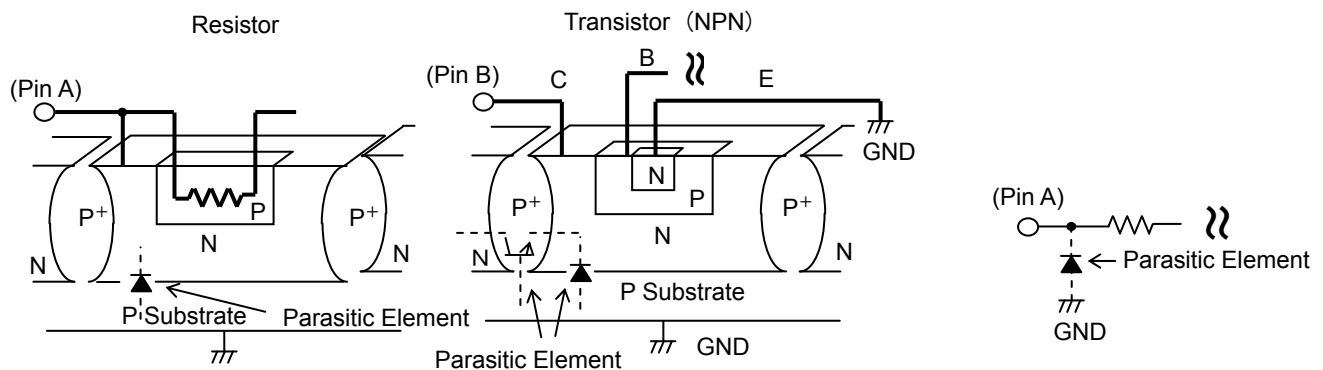 Resistor
(Pin A)
P+
N
P
N
P+
N
P Substrate
Parasitic Element
Transistor（NPN）
(Pin B)
C
B
E
GND
P+
N
N
P
N
P+
N
P Substrate
GND
Parasitic Element
(Pin A)
Parasitic Element
GND